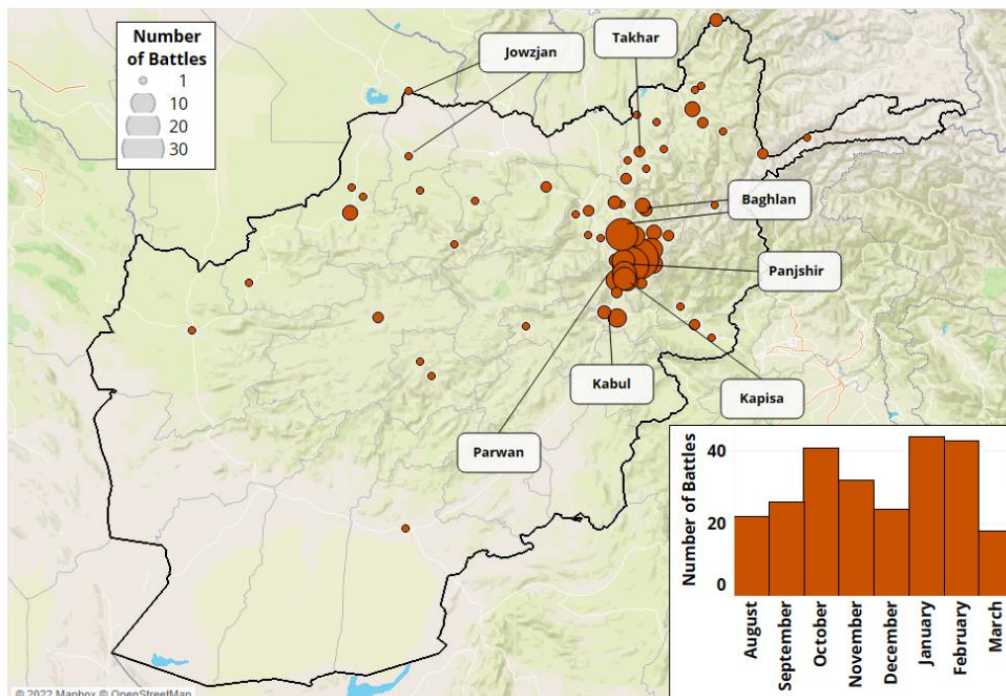 Number
of Battles
1
10
20
30
Jowzjan
Takhar
Baghlan
Panjshir
Kabul
Kapisa
Parwan
Number of Battles
40
20
0
August
September
October
November
December
January
February
March
© 2022 Mapbox © OpenStreetMap